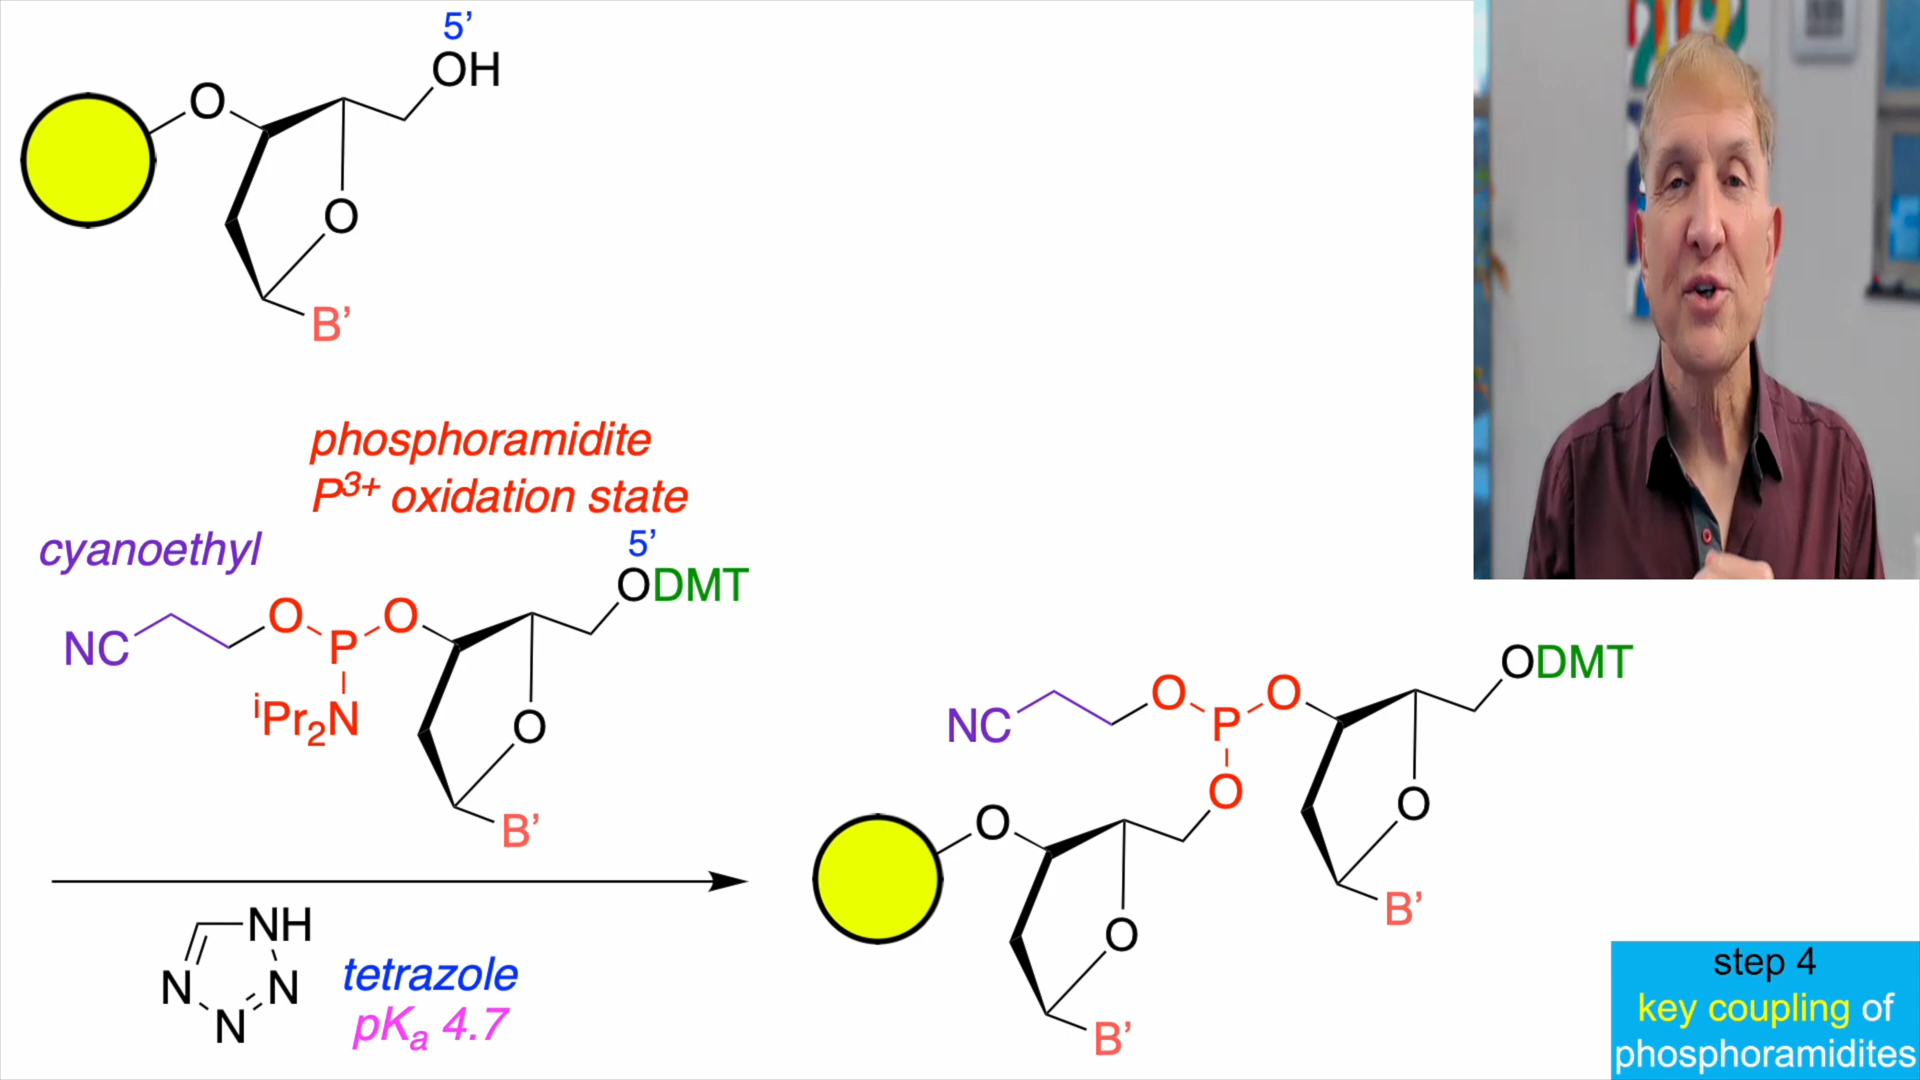 5’
OH
O
O
B’
phosphoramidite
P3+ oxidation state
cyanoethyl
5’
ODMT
NC
O
P
O
iPr2N
O
B’
NH
N
N
N
tetrazole
pKa 4.7
ODMT
NC
O
P
O
O
O
O
B’
O
B’
step 4
key coupling of
phosphoramidites